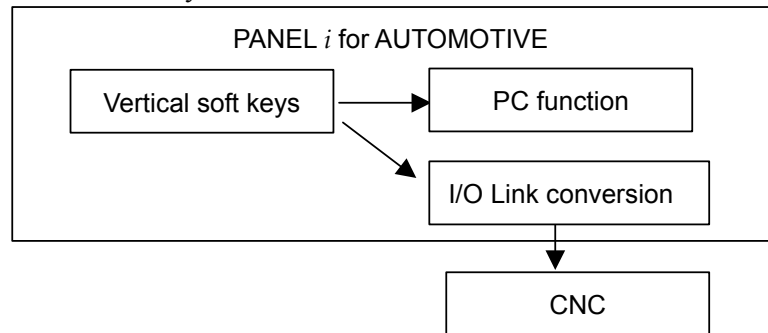 PANEL i for AUTOMOTIVE
Vertical soft keys
PC function
I/O Link conversion
CNC